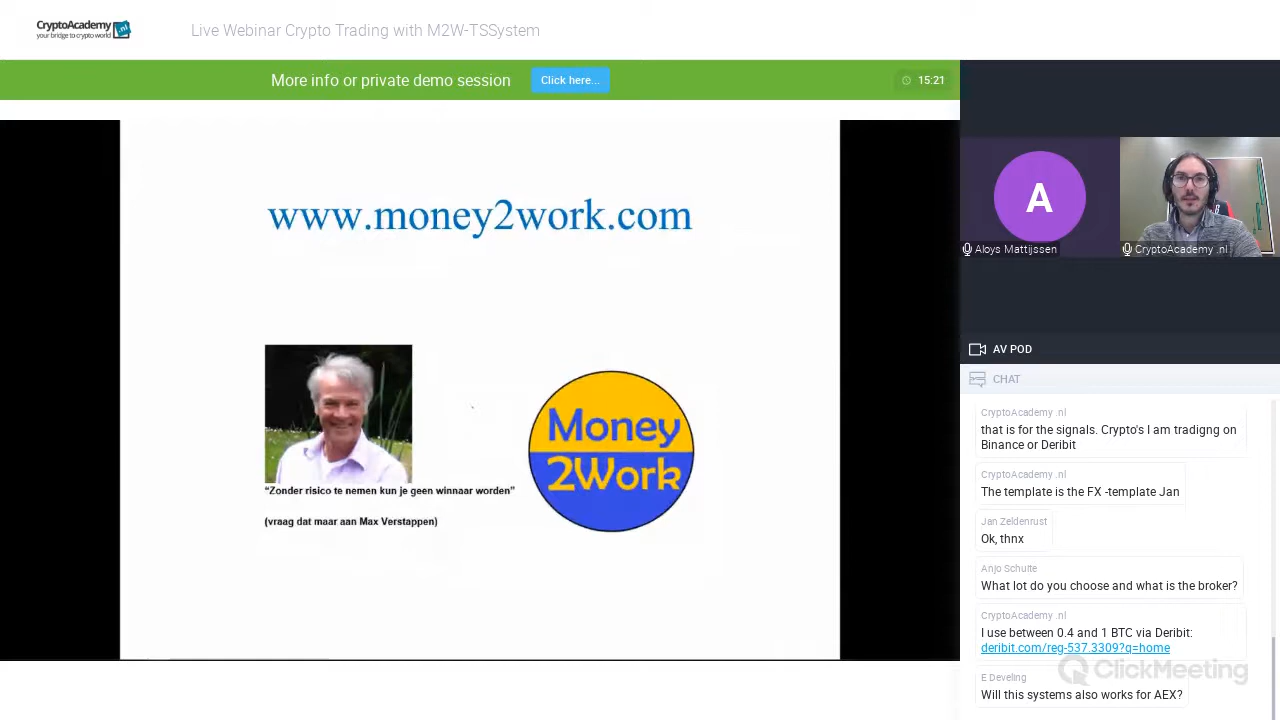 CryptoAcademy .nl
your bridge to crypto world
Live Webinar Crypto Trading with M2W-TSSystem
More info or private demo session
Click here...
15:21
www.money2work.com
Money
2Work
“Zonder risico te nemen kun je geen winnaar worden”
(vraag dat maar aan Max Verstappen)
A
Aloys Mattijssen
CryptoAcademy .nl
AV POD
CHAT
CryptoAcademy .nl
that is for the signals. Crypto's I am tradigng on
Binance or Deribit
CryptoAcademy .nl
The template is the FX -template Jan
Jan Zeldenrust
Ok, thnx
Anjo Schuite
What lot do you choose and what is the broker?
CryptoAcademy .nl
I use between 0.4 and 1 BTC via Deribit:
deribit.com/reg-537.3309?q=home
ClickMeeting
E Develing
Will this systems also works for AEX?